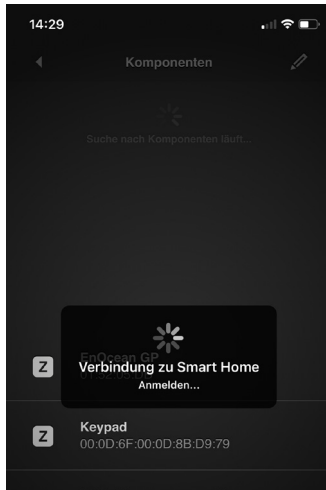 14:29
Komponenten
Suche nach Komponenten läuft...
EnOcean GP
Verbindung zu Smart Home
Anmelden...
Z
Z
Keypad
00:0D:6F:00:0D:8B:D9:79